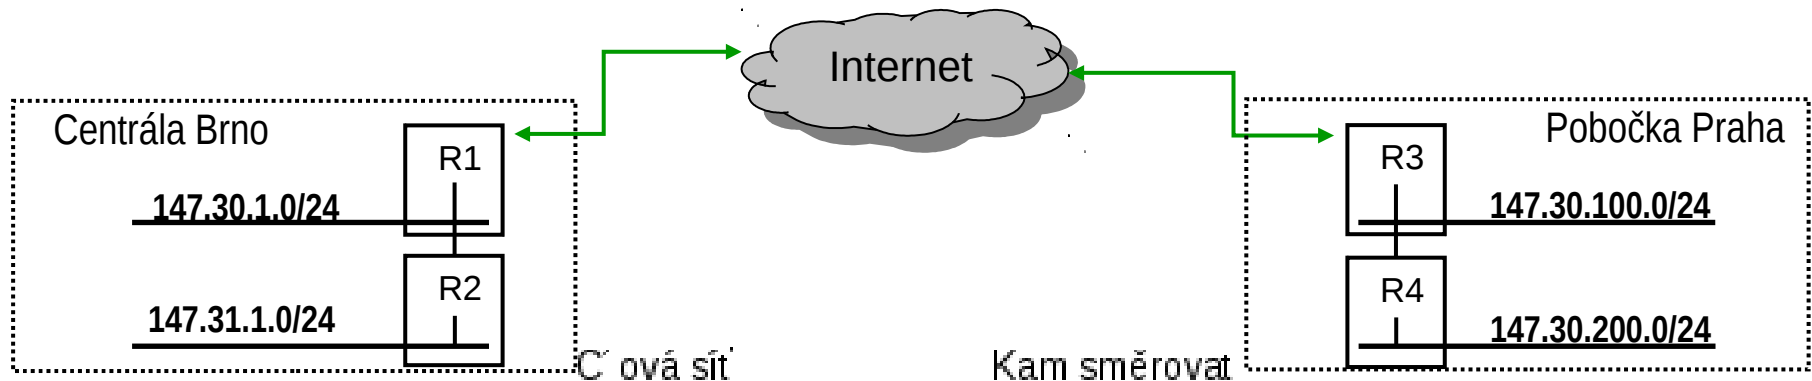 Internet
Centrála Brno
R1
147.30.1.0/24
R2
147.31.1.0/24
Pobočka Praha
R3
147.30.100.0/24
R4
147.30.200.0/24
síť
Kam směrovat